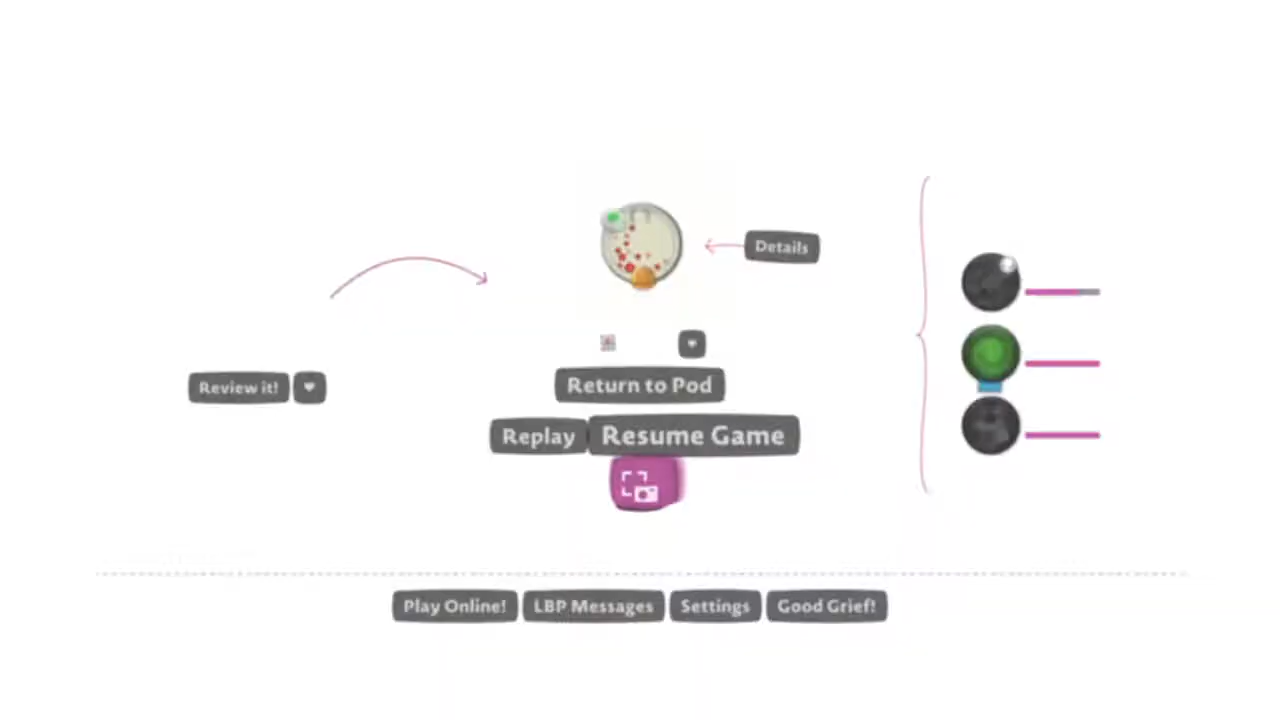 Details
Review it!
Return to Pod
Replay
Resume Game
Play Online!
LBP Messages
Settings
Good Grief!